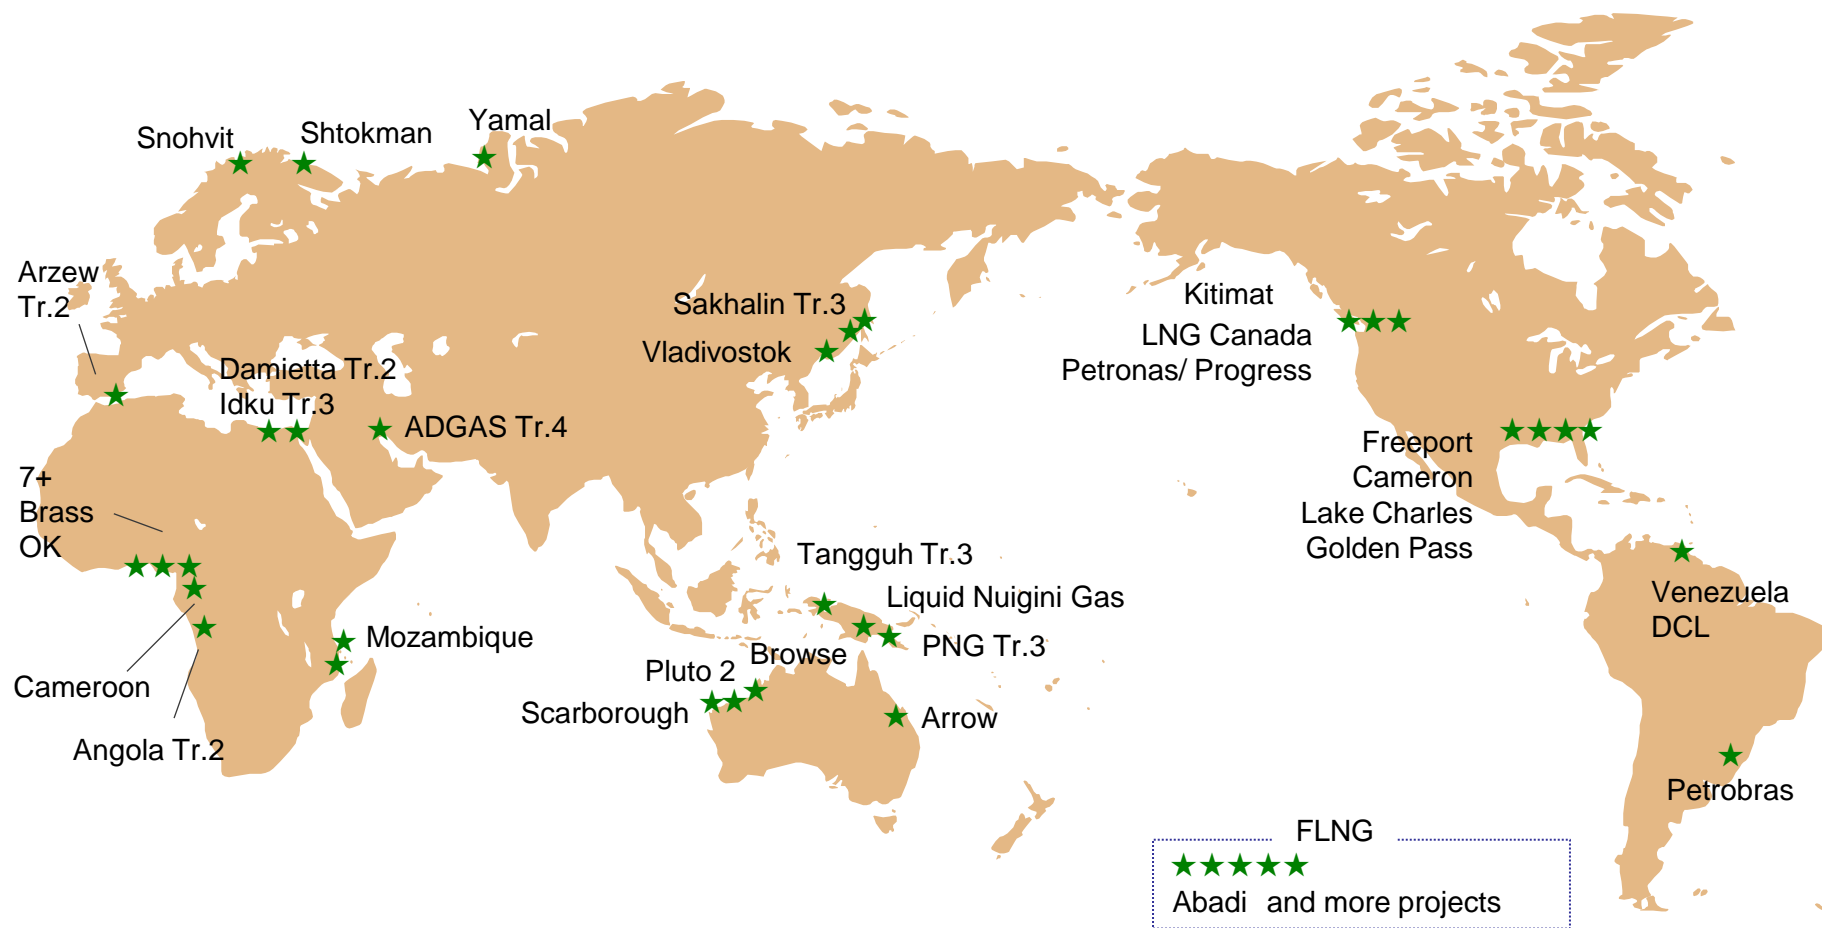 Snohvit
Shtokman
Yamal
Arzew
Tr.2
Damietta Tr.2
Idku Tr.3
ADGAS Tr.4
7+
Brass
OK
Cameroon
Angola Tr.2
Mozambique
Sakhalin Tr.3
Vladivostok
Tangguh Tr.3
Liquid Nuigini Gas
PNG Tr.3
Browse
Pluto 2
Scarborough
Arrow
Kitimat
LNG Canada
Petronas/ Progress
Freeport
Cameron
Lake Charles
Golden Pass
Venezuela
DCL
Petrobras
FLNG
Abadi and more projects